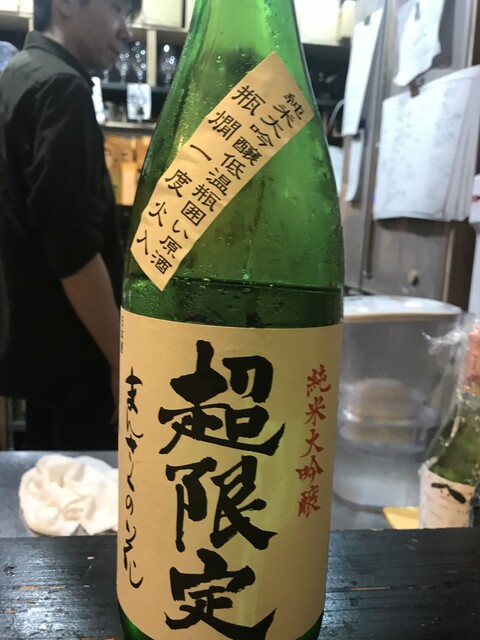 純米大吟醸低温瓶囲い原酒
瓶燗一度火入
純米大吟醸
超限定
まんさくの花